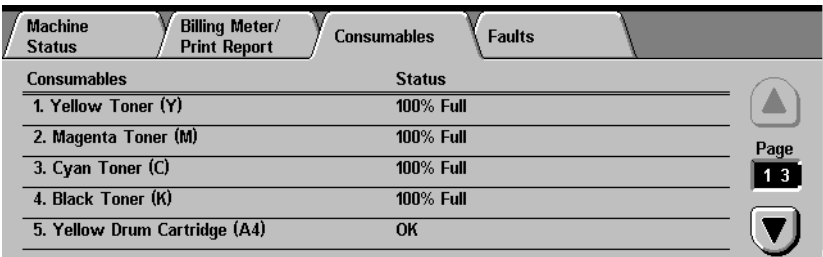 Machine Status
Billing Meter/ Print Report
Consumables
Faults
Consumables Status
1. Yellow Toner (Y) 100% Full
2. Magenta Toner (M) 100% Full
3. Cyan Toner (C) 100% Full
4. Black Toner (K) 100% Full
5. Yellow Drum Cartridge (A4) OK
Page
1 3